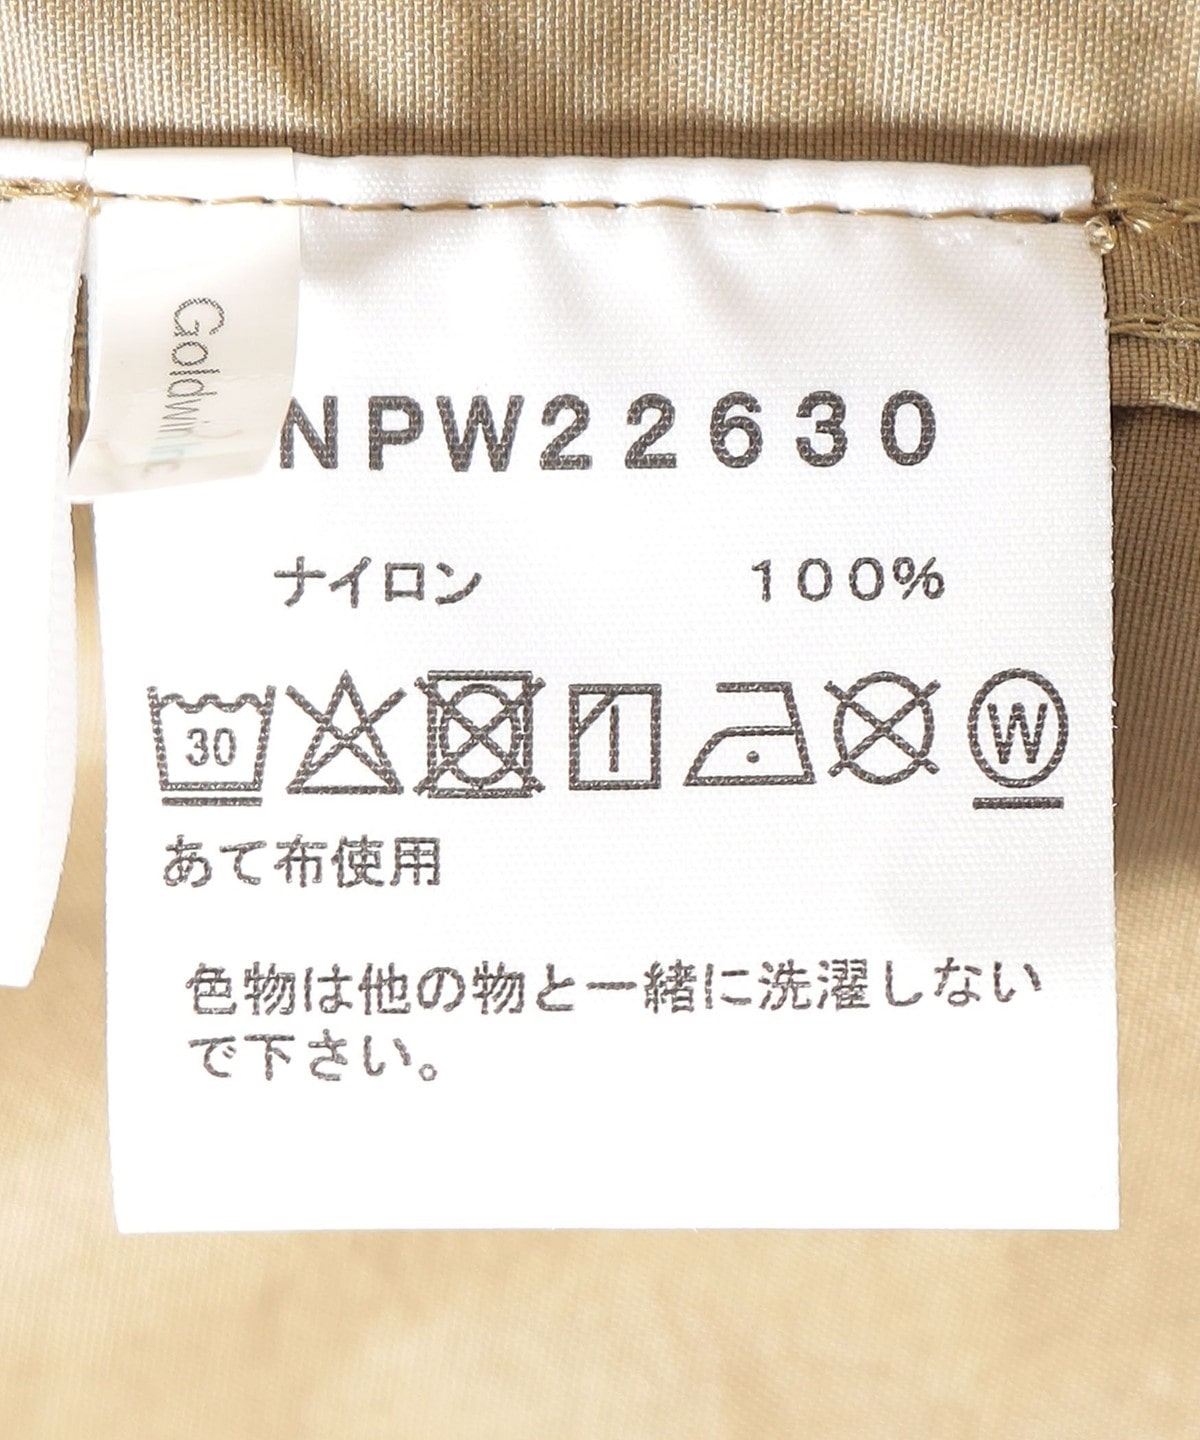 Goldwin Inc
NPW22630
ナイロン 100%
30 W
あて布使用
色物は他の物と一緒に洗濯しない
で下さい。